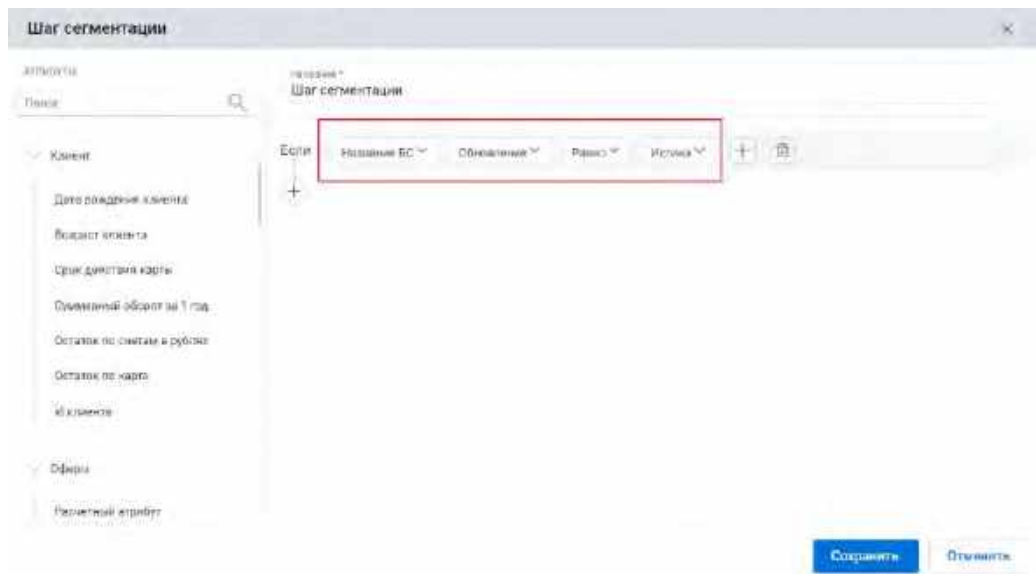 Шаг сегментации
АТРИБУТЫ
Поиск
Клиент
Дата рождения клиента
Возраст клиента
Срок действия карты
Суммарный оборот за 1 год
Остаток по счетам в рублях
Остаток по карте
id клиента
Оферы
Расчетный атрибут
Название *
Шаг сегментации
Если
Название БС
Обновление
Равно
Истина
Сохранить
Отменить